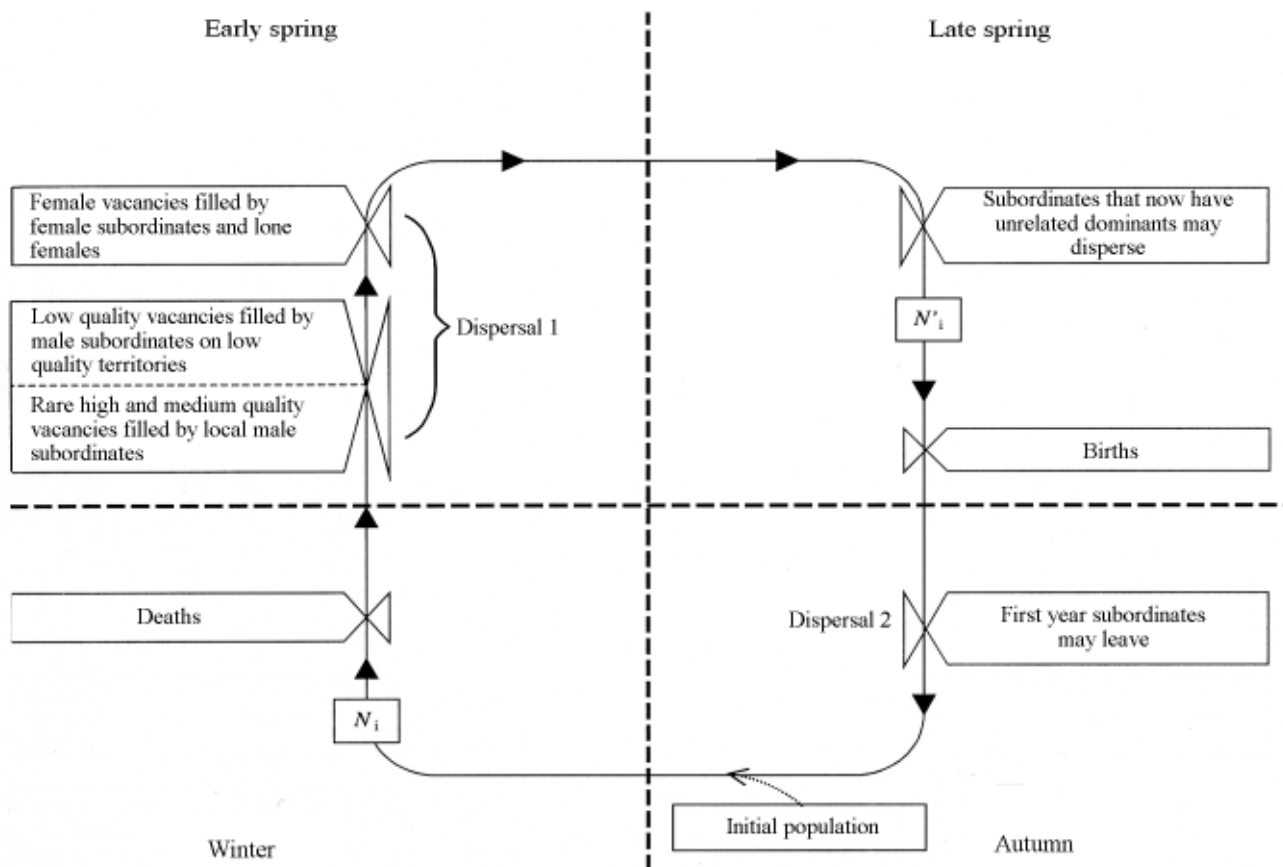 Early spring
Late spring
Female vacancies filled by
female subordinates and lone
females
Low quality vacancies filled by
male subordinates on low
quality territories
Rare high and medium quality
vacancies filled by local male
subordinates
Dispersal 1
Subordinates that now have
unrelated dominants may
disperse
N'i
Births
Deaths
Ni
Dispersal 2
First year subordinates
may leave
Initial population
Winter
Autumn